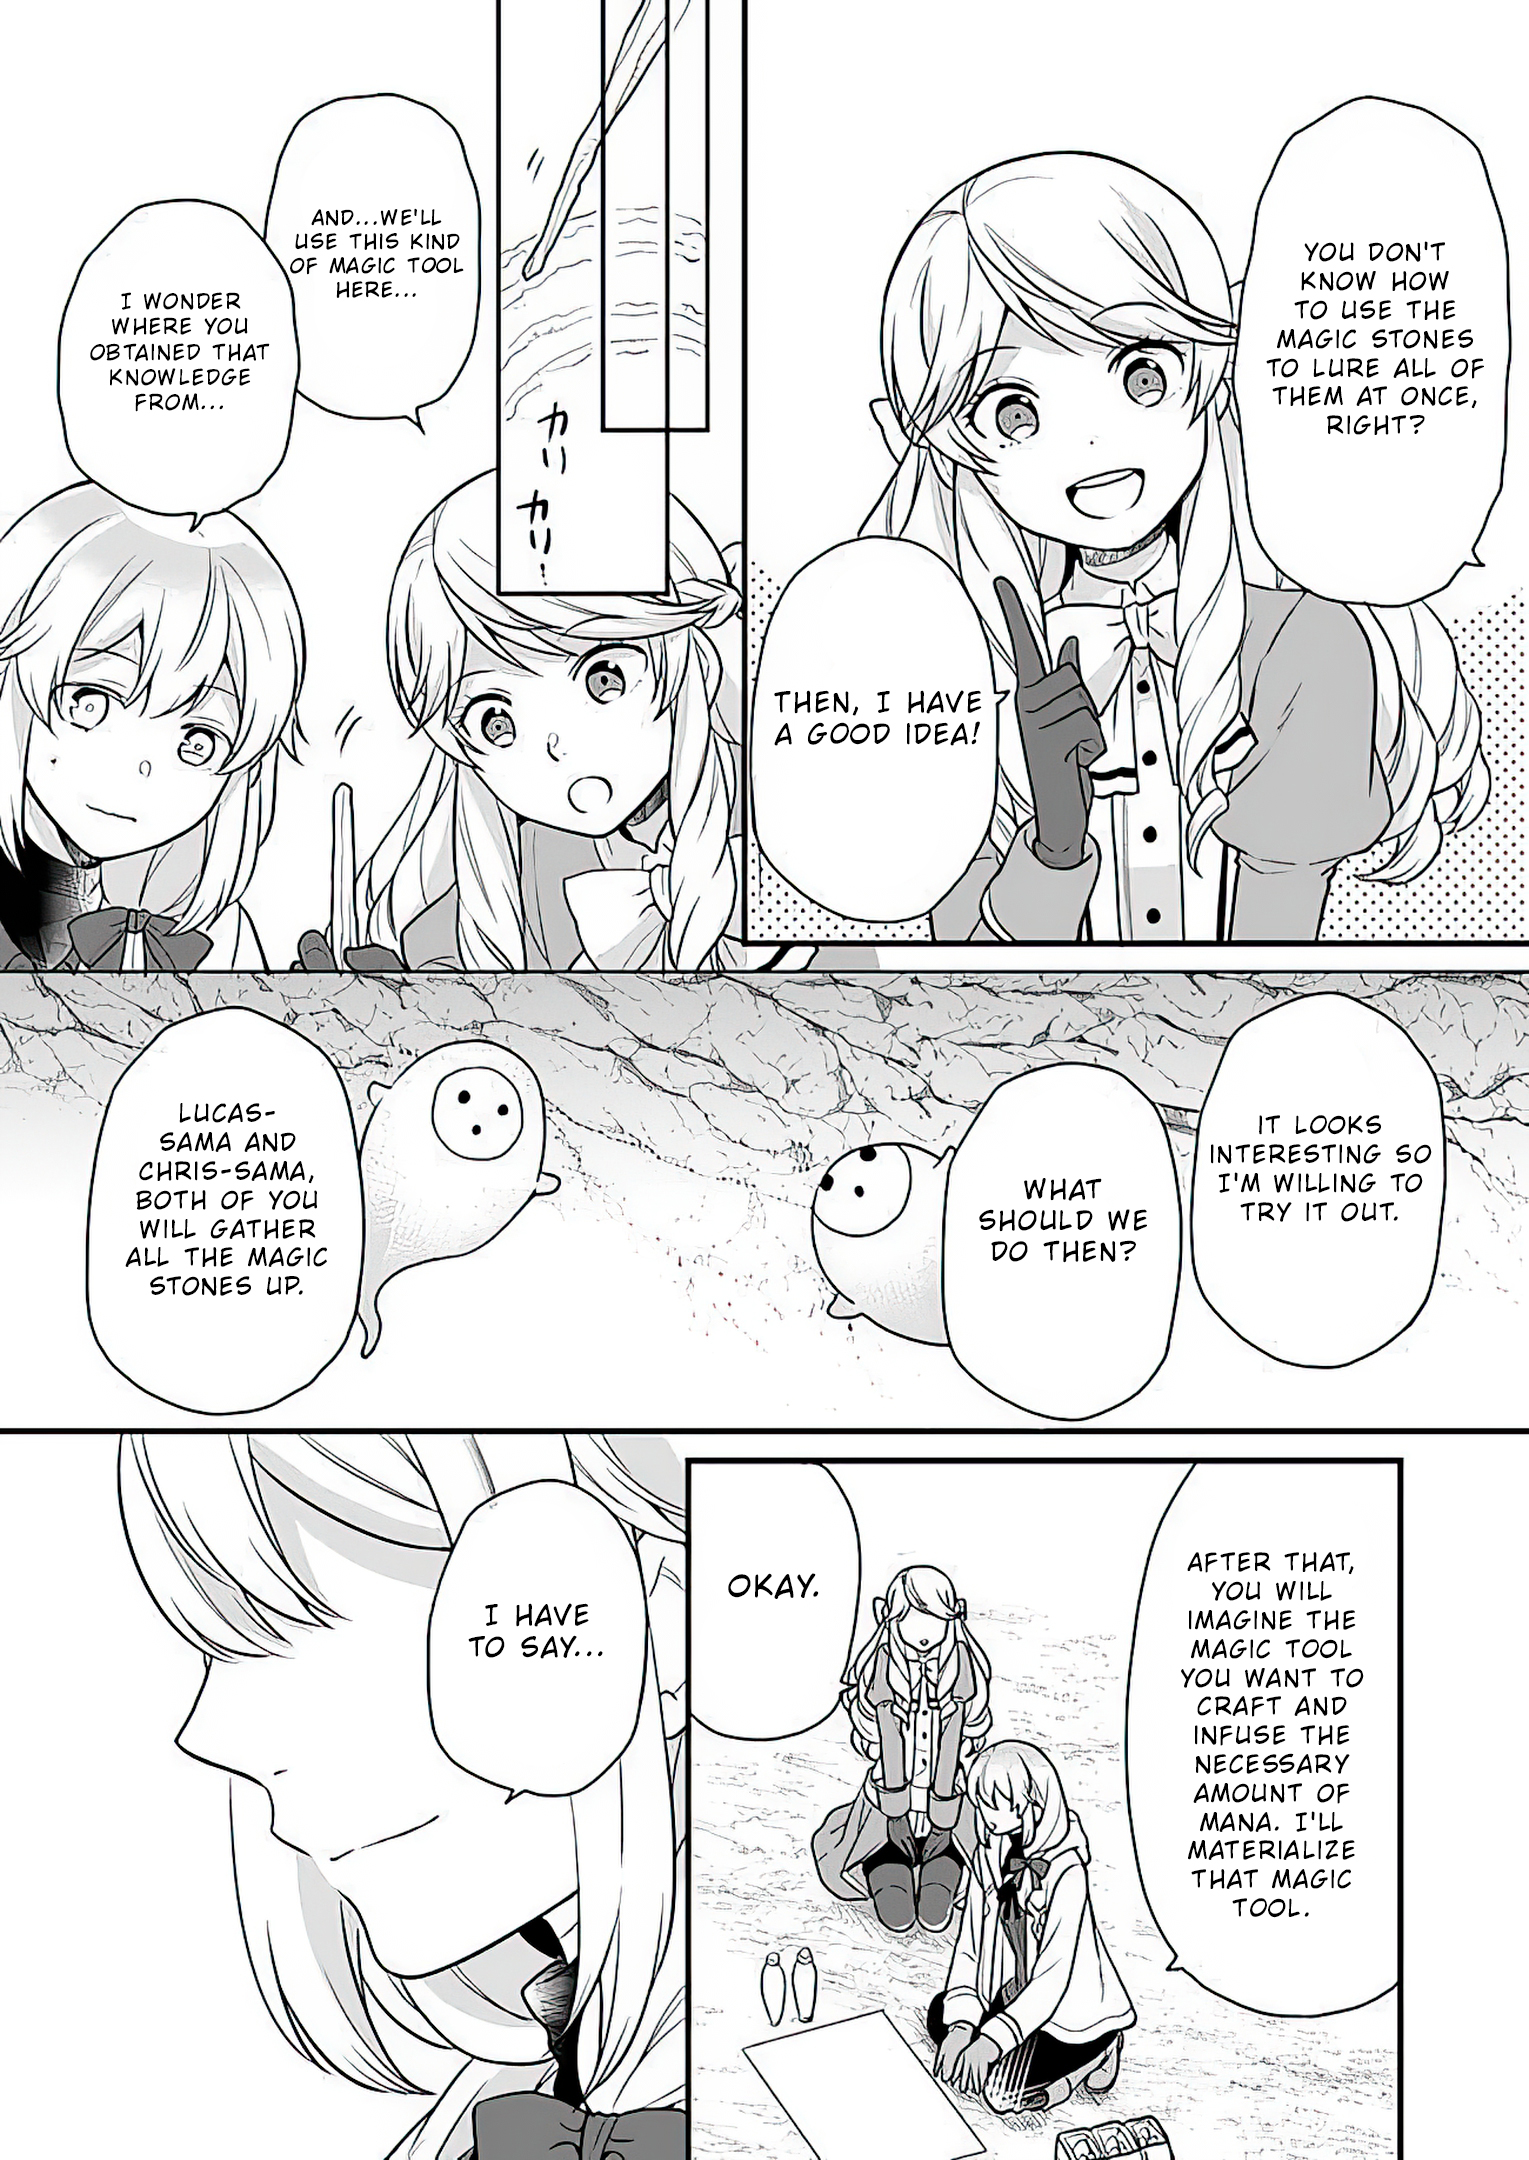 YOU DON'T
KNOW HOW
TO USE THE
MAGIC STONES
TO LURE ALL OF
THEM AT ONCE,
RIGHT?
THEN, I HAVE
A GOOD IDEA!
カリカリ
AND...WE'LL
USE THIS KIND
OF MAGIC TOOL
HERE...
I WONDER
WHERE YOU
OBTAINED THAT
KNOWLEDGE
FROM...
IT LOOKS
INTERESTING SO
I'M WILLING TO
TRY IT OUT.
WHAT
SHOULD WE
DO THEN?
LUCAS-
SAMA AND
CHRIS-SAMA,
BOTH OF YOU
WILL GATHER
ALL THE MAGIC
STONES UP.
AFTER THAT,
YOU WILL
IMAGINE THE
MAGIC TOOL
YOU WANT TO
CRAFT AND
INFUSE THE
NECESSARY
AMOUNT OF
MANA. I'LL
MATERIALIZE
THAT MAGIC
TOOL.
OKAY.
I HAVE
TO SAY...